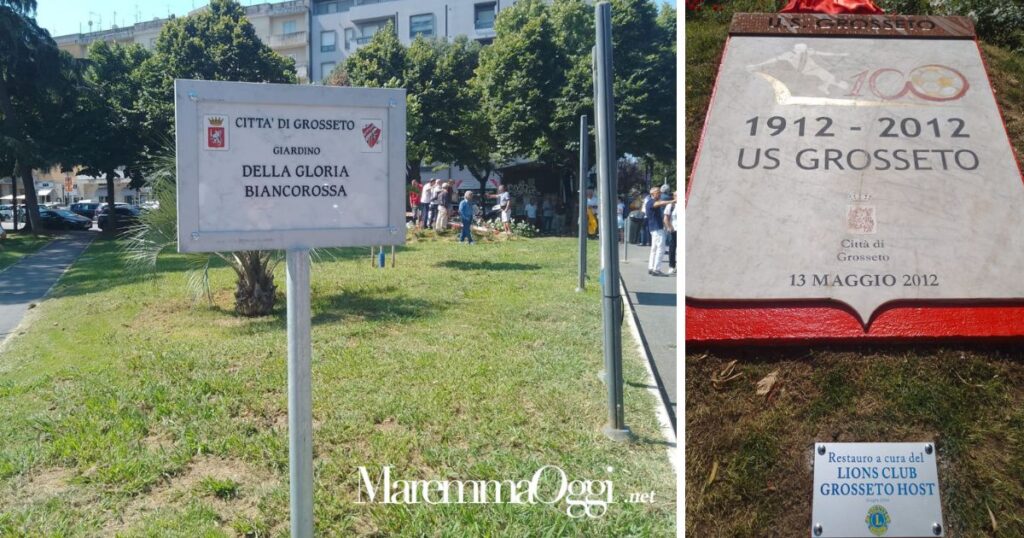 CITTA' DI GROSSETO
GIARDINO
DELLA GLORIA
BIANCOROSSA
MaremmaOggi.net
U.S. GROSSETO
100
1912 - 2012
US GROSSETO
Città di
Grosseto
13 MAGGIO 2012
Restauro a cura del
LIONS CLUB
GROSSETO HOST